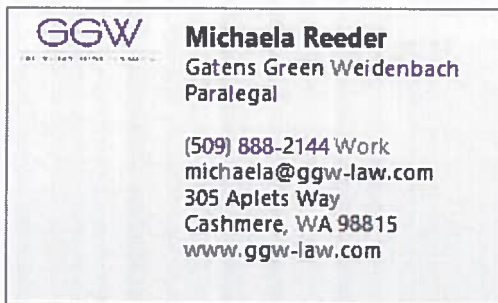 GGW
Michaela Reeder
Gatens Green Weidenbach
Paralegal
(509) 888-2144 Work
michaela@ggw-law.com
305 Aplets Way
Cashmere, WA 98815
www.ggw-law.com